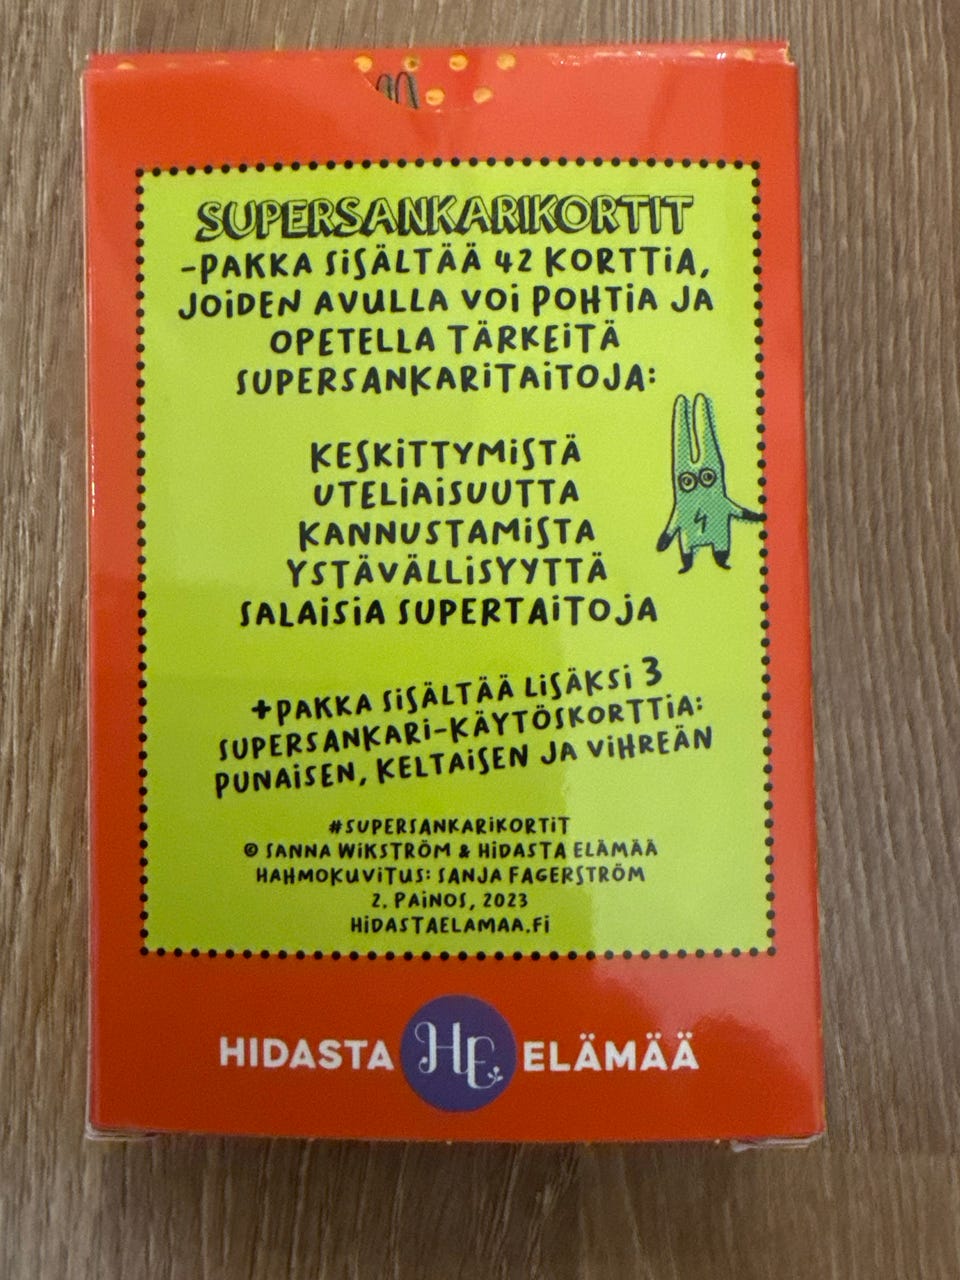 SUPERSANKARIKORTIT
-PAKKA SISÄLTÄÄ 42 KORTTIA,
JOIDEN AVULLA VOI POHTIA JA
OPETELLA TÄRKEITÄ
SUPERSANKARITAITOJA:
KESKITTYMISTÄ
UTELIAISUUTTA
KANNUSTAMISTA
YSTÄVÄLLISYYTTÄ
SALAISIA SUPERTAITOJA
+PAKKA SISÄLTÄÄ LISÄKSI 3
SUPERSANKARI-KÄYTÖSKORTTIA:
PUNAISEN, KELTAISEN JA VIHREÄN
#SUPERSANKARIKORTIT
© SANNA WIKSTRÖM & HIDASTA ELÄMÄÄ
HAHMOKUVITUS: SANJA FAGERSTRÖM
2. PAINOS, 2023
HIDASTAELAMAA.FI
HIDASTA HE ELÄMÄÄ